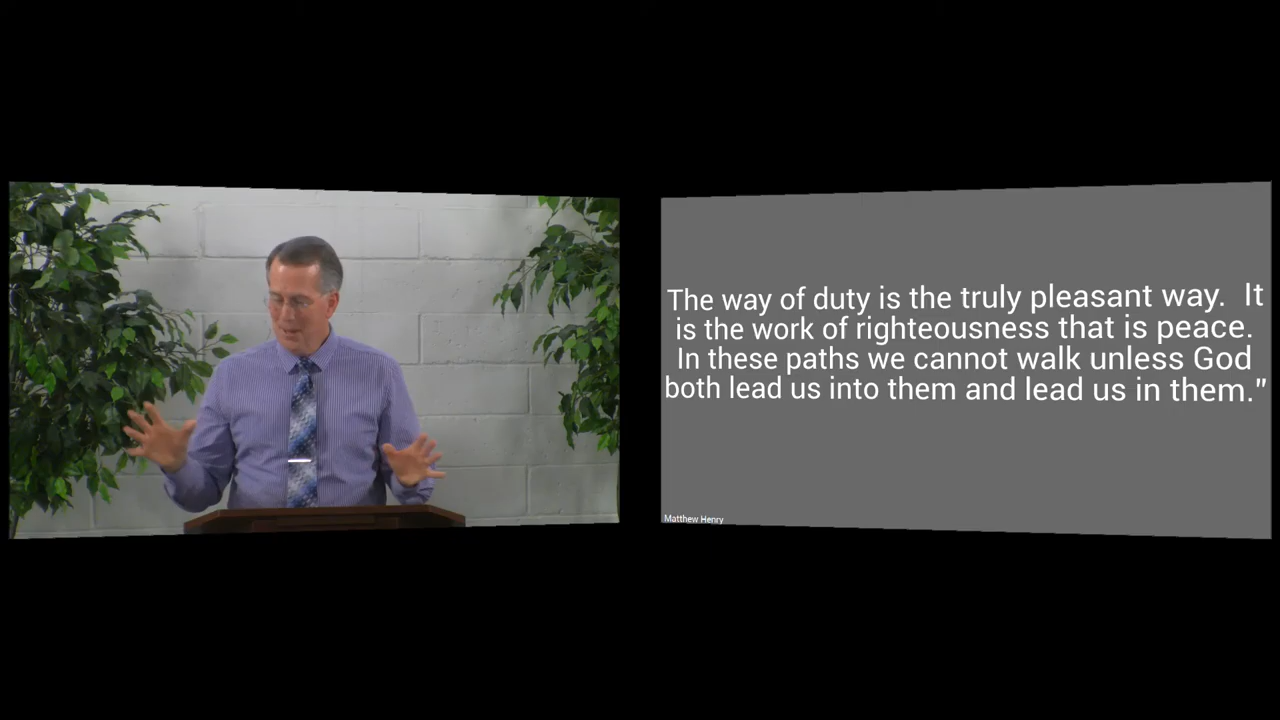 The way of duty is the truly pleasant way.  It
is the work of righteousness that is peace.
In these paths we cannot walk unless God
both lead us into them and lead us in them.”
Matthew Henry